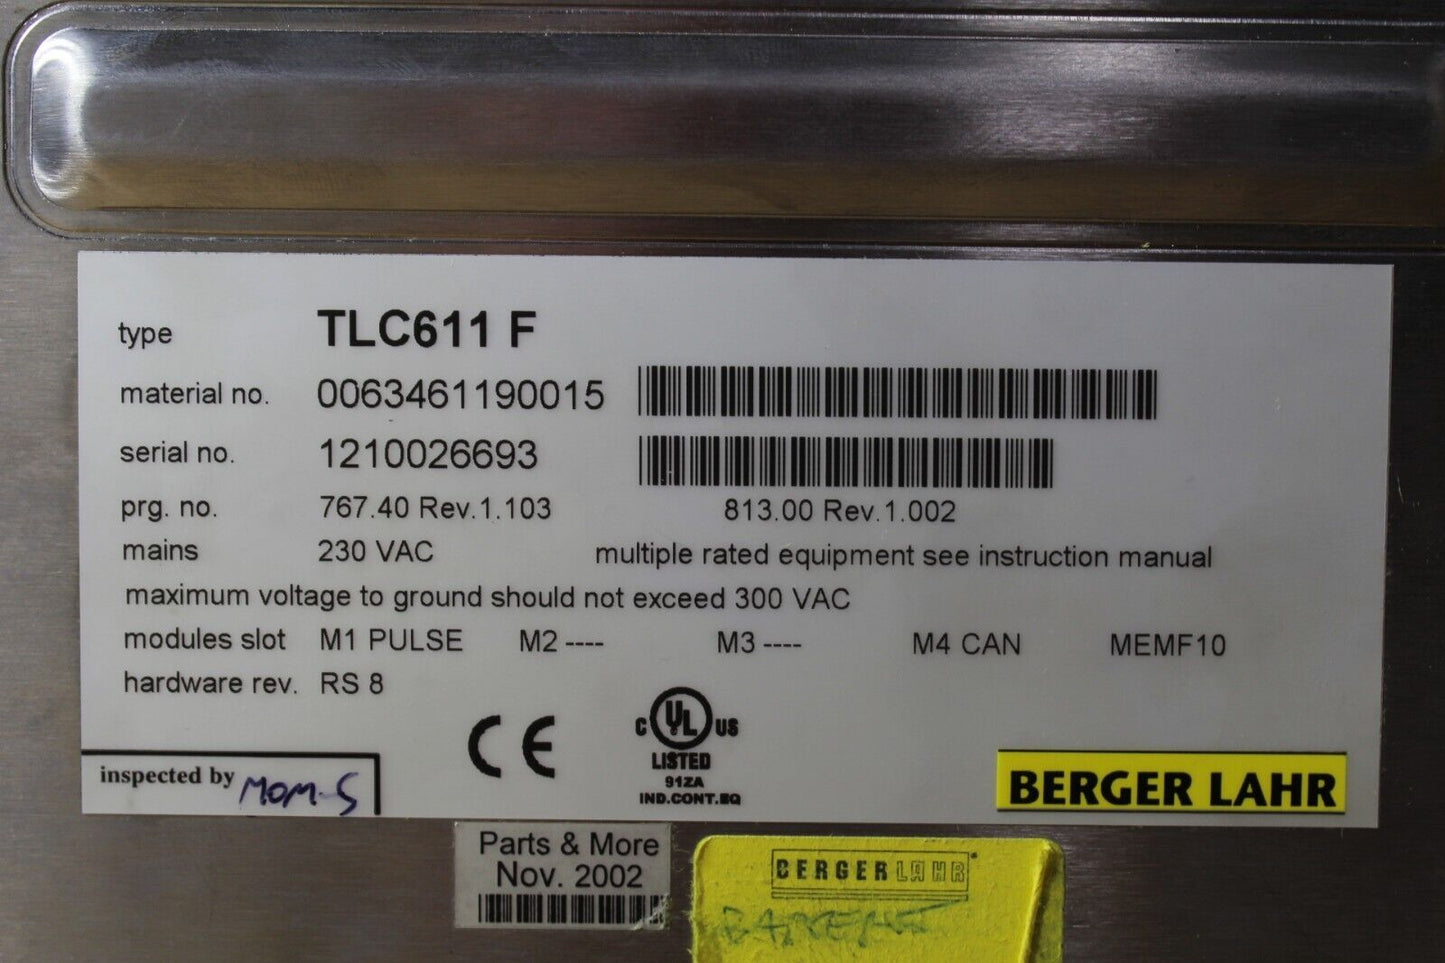 type TLC611 F
material no. 0063461190015
serial no. 1210026693
prg. no. 767.40 Rev.1.103 813.00 Rev.1.002
mains 230 VAC multiple rated equipment see instruction manual
maximum voltage to ground should not exceed 300 VAC
modules slot M1 PULSE M2 ---- M3 ---- M4 CAN MEMF10
hardware rev. RS 8
C UL US
LISTED
91ZA
IND.CONT.EQ
CE
inspected by MOM-S
BERGER LAHR
Parts & More
Nov. 2002
BERGER LAHR